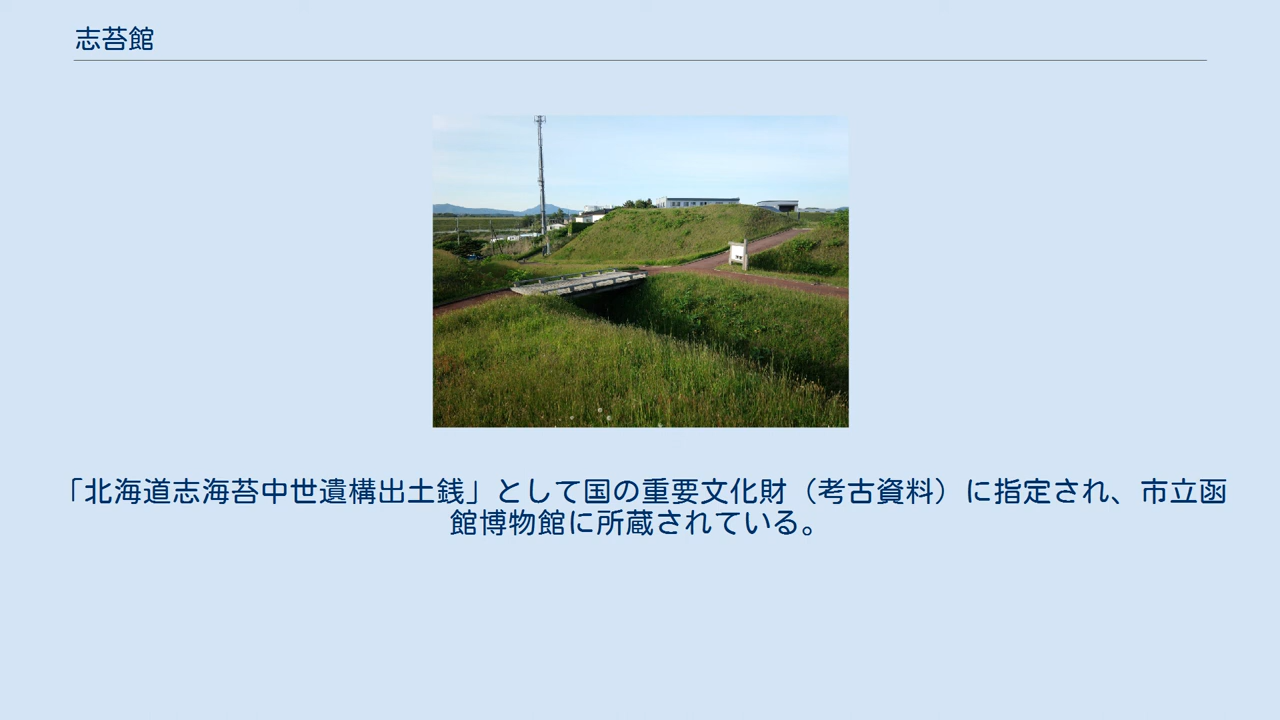 志苔館
「北海道志海苔中世遺構出土銭」として国の重要文化財（考古資料）に指定され、市立函
館博物館に所蔵されている。